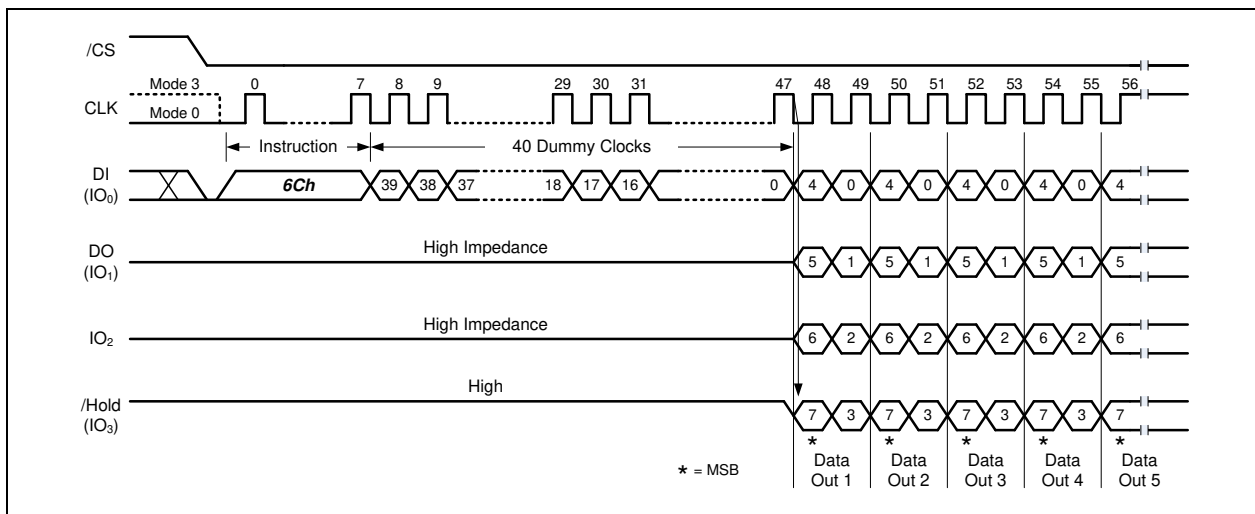 /CS
Mode 3 0 7 8 9 29 30 31 47 48 49 50 51 52 53 54 55 56
CLK
Mode 0
Instruction 40 Dummy Clocks
DI
(IO₀)
6Ch 39 38 37 18 17 16 0 4 0 4 0 4 0 4 0 4
DO
(IO₁)
High Impedance 5 1 5 1 5 1 5 1 5
IO₂
High Impedance 6 2 6 2 6 2 6 2 6
/Hold
(IO₃)
High 7 3 7 3 7 3 7 3 7
* * * * *
* = MSB
Data Out 1
Data Out 2
Data Out 3
Data Out 4
Data Out 5